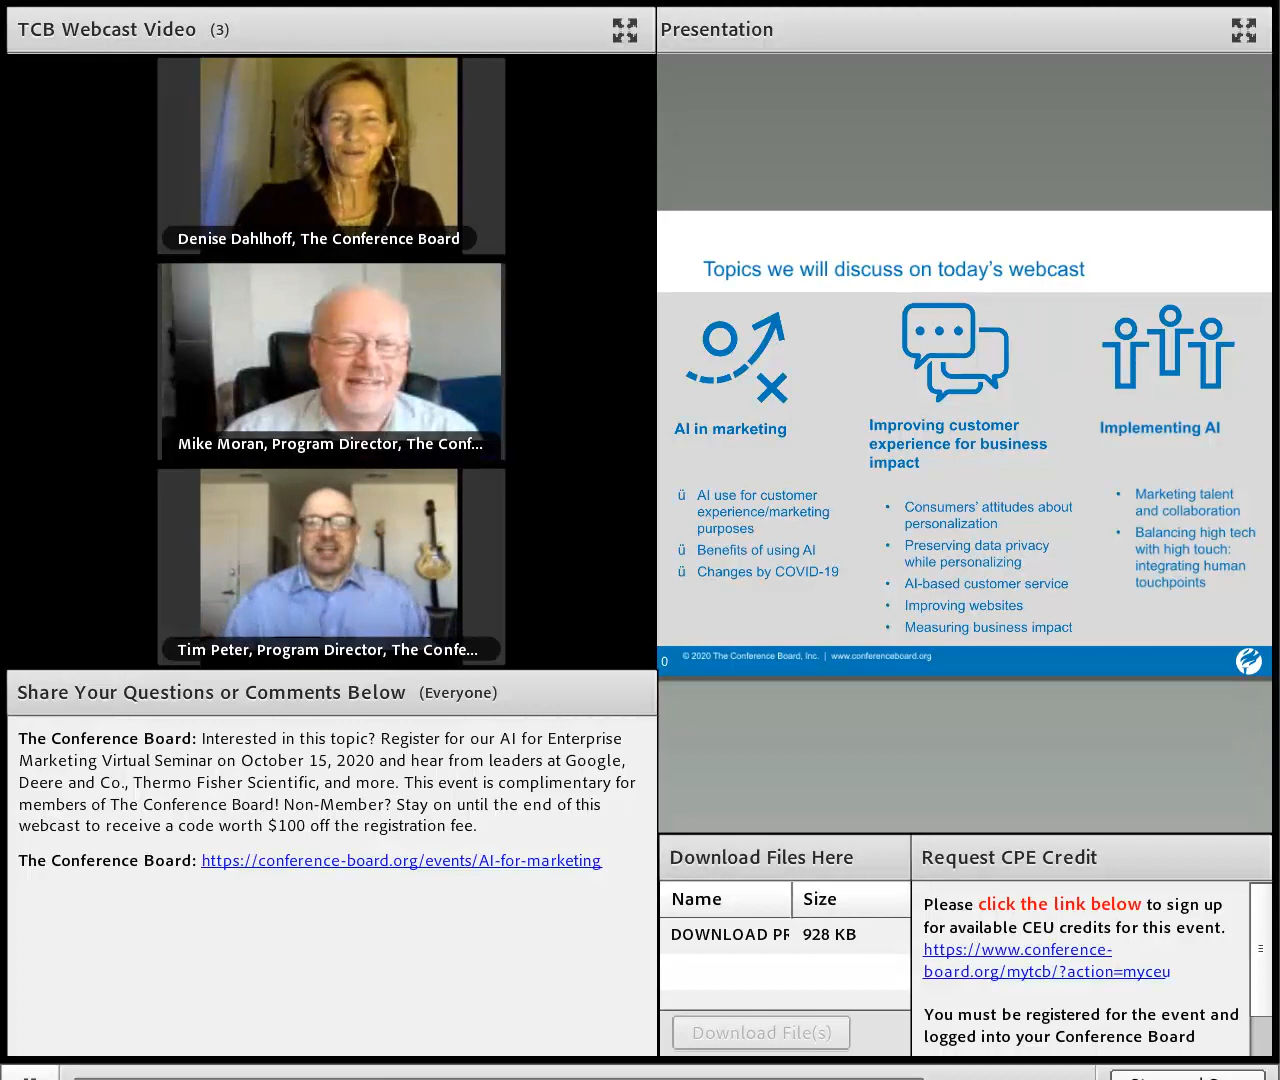 TCB Webcast Video (3)
Denise Dahlhoff, The Conference Board
Mike Moran, Program Director, The Conf...
Tim Peter, Program Director, The Confe...
Share Your Questions or Comments Below (Everyone)
The Conference Board: Interested in this topic? Register for our AI for Enterprise
Marketing Virtual Seminar on October 15, 2020 and hear from leaders at Google,
Deere and Co., Thermo Fisher Scientific, and more. This event is complimentary for
members of The Conference Board! Non-Member? Stay on until the end of this
webcast to receive a code worth $100 off the registration fee.
The Conference Board: https://conference-board.org/events/AI-for-marketing
Presentation
Topics we will discuss on today's webcast
AI in marketing
ü AI use for customer
experience/marketing
purposes
ü Benefits of using AI
ü Changes by COVID-19
Improving customer
experience for business
impact
• Consumers' attitudes about
personalization
• Preserving data privacy
while personalizing
• AI-based customer service
• Improving websites
• Measuring business impact
Implementing AI
• Marketing talent
and collaboration
• Balancing high tech
with high touch:
integrating human
touchpoints
0 © 2020 The Conference Board, Inc. | www.conferenceboard.org
Download Files Here
Name Size
DOWNLOAD PR 928 KB
Download File(s)
Request CPE Credit
Please click the link below to sign up
for available CEU credits for this event.
https://www.conference-
board.org/mytcb/?action=myceu
You must be registered for the event and
logged into your Conference Board